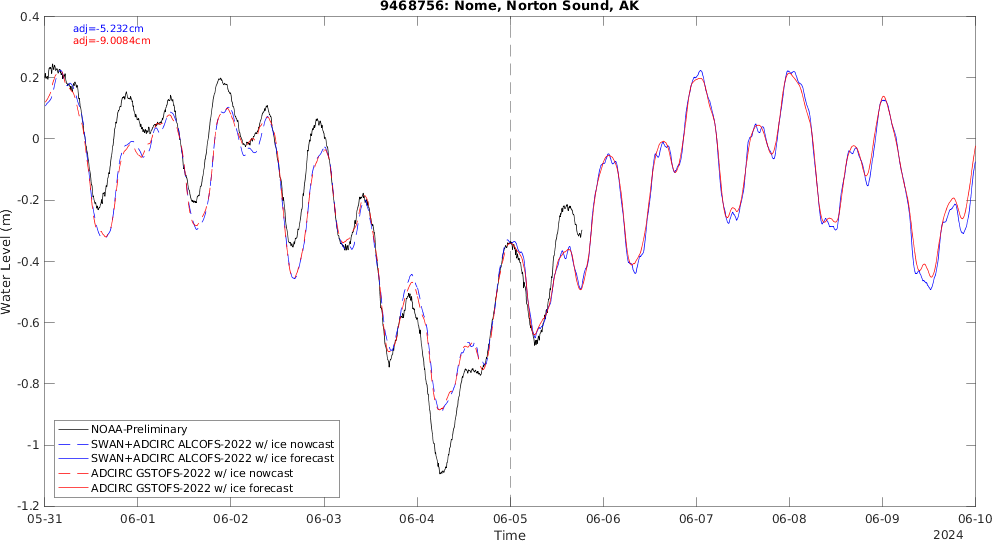 9468756: Nome, Norton Sound, AK
adj=-5.232cm
adj=-9.0084cm
0.4
0.2
0
-0.2
-0.4
-0.6
-0.8
-1
-1.2
Water Level (m)
NOAA-Preliminary
SWAN+ADCIRC ALCOFS-2022 w/ ice nowcast
SWAN+ADCIRC ALCOFS-2022 w/ ice forecast
ADCIRC GSTOFS-2022 w/ ice nowcast
ADCIRC GSTOFS-2022 w/ ice forecast
05-31 06-01 06-02 06-03 06-04 06-05 06-06 06-07 06-08 06-09 06-10
Time
2024